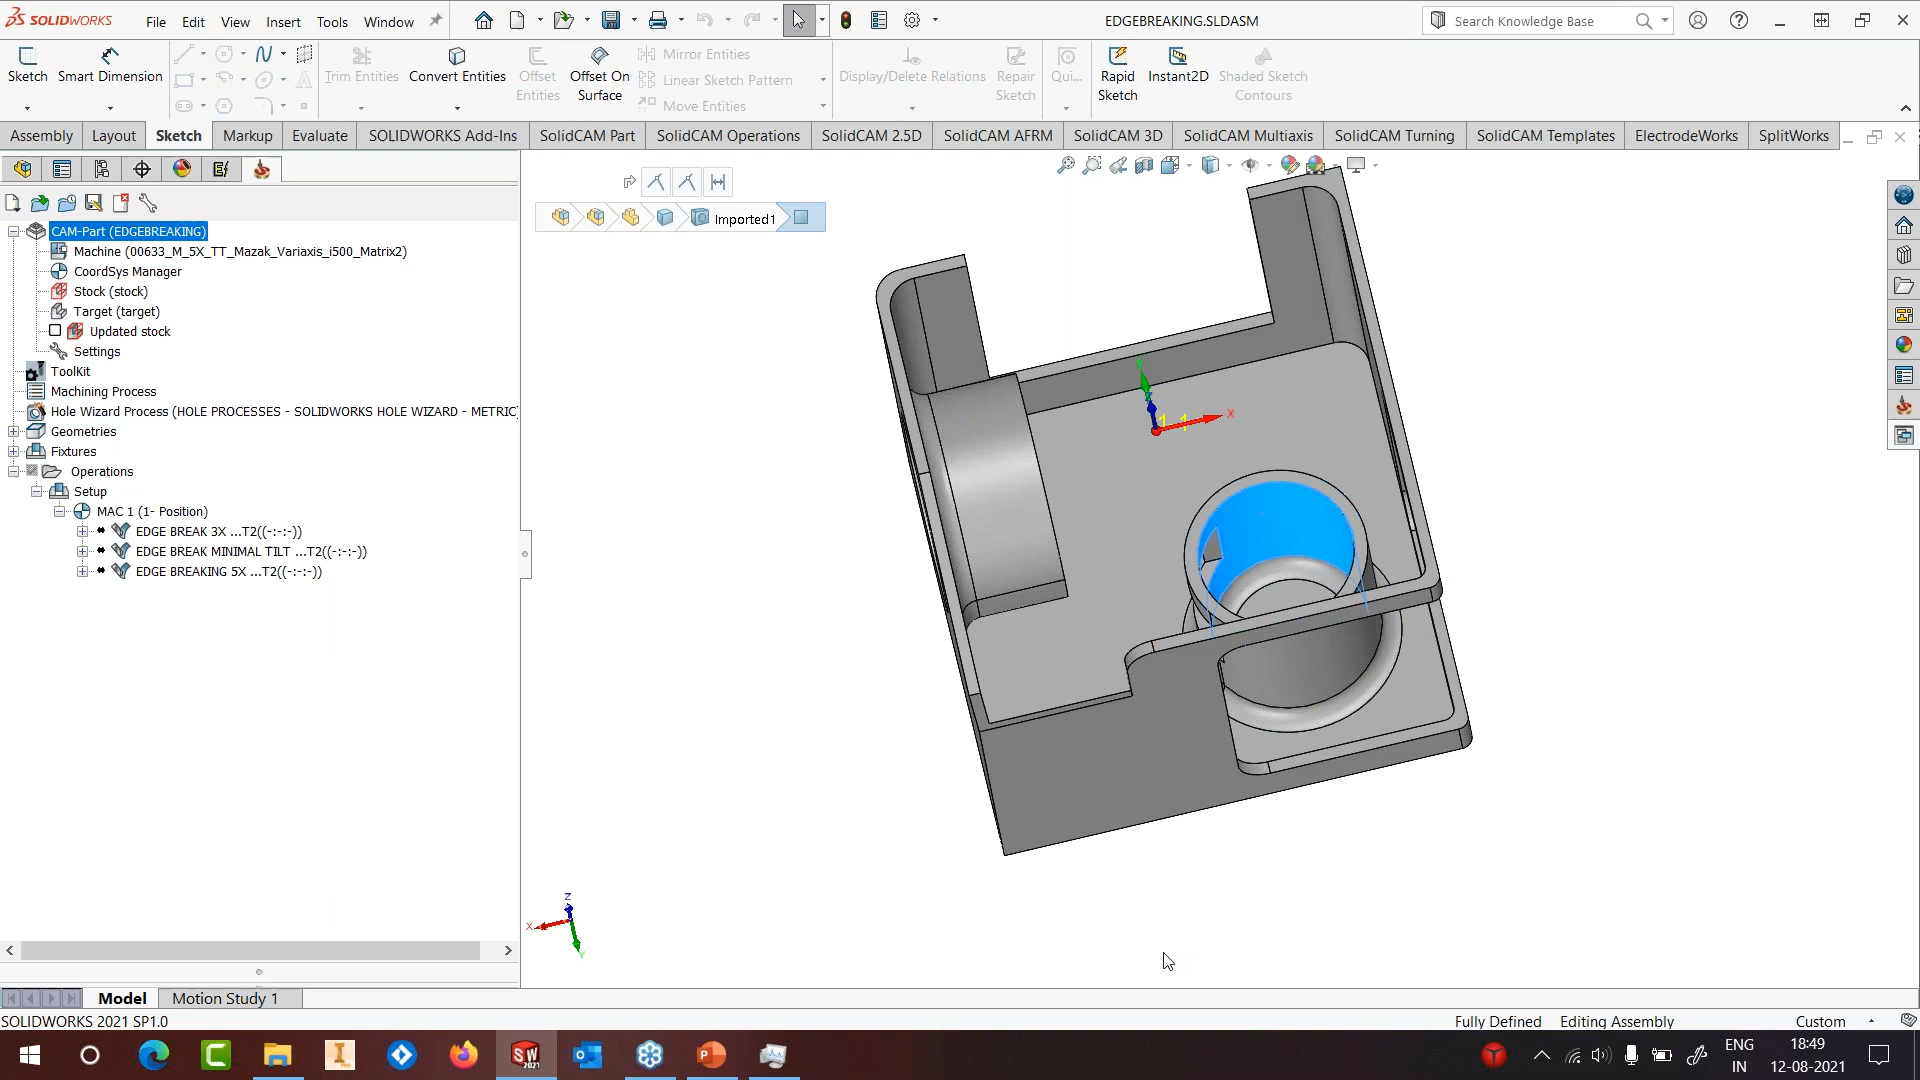 SOLIDWORKS File Edit View Insert Tools Window EDGEBREAKING.SLDASM Search Knowledge Base
Sketch Smart Dimension Trim Entities Convert Entities Offset Entities Offset On Surface Mirror Entities Linear Sketch Pattern Move Entities Display/Delete Relations Repair Sketch Qui... Rapid Sketch Instant2D Shaded Sketch Contours
Assembly Layout Sketch Markup Evaluate SOLIDWORKS Add-Ins SolidCAM Part SolidCAM Operations SolidCAM 2.5D SolidCAM AFRM SolidCAM 3D SolidCAM Multiaxis SolidCAM Turning SolidCAM Templates ElectrodeWorks SplitWorks
Imported1
CAM-Part (EDGEBREAKING)
Machine (00633_M_5X_TT_Mazak_Variaxis_i500_Matrix2)
CoordSys Manager
Stock (stock)
Target (target)
Updated stock
Settings
ToolKit
Machining Process
Hole Wizard Process (HOLE PROCESSES - SOLIDWORKS HOLE WIZARD - METRIC)
Geometries
Fixtures
Operations
Setup
MAC 1 (1- Position)
EDGE BREAK 3X ...T2((-:-:-))
EDGE BREAK MINIMAL TILT ...T2((-:-:-))
EDGE BREAKING 5X ...T2((-:-:-))
X
1 1
Z
X
Y
Model Motion Study 1
SOLIDWORKS 2021 SP1.0 Fully Defined Editing Assembly Custom
ENG
IN
18:49
12-08-2021